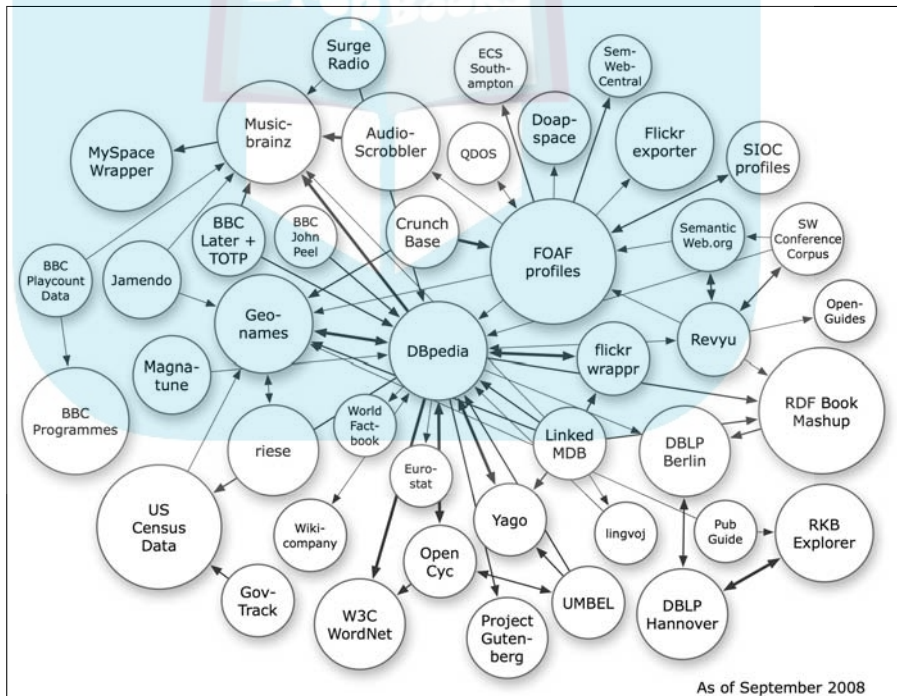 Surge
Radio
ECS
South-
ampton
Sem-
Web-
Central
Music-
brainz
Audio-
Scrobbler
Doap-
space
Flickr
exporter
MySpace
Wrapper
QDOS
SIOC
profiles
BBC
Later +
TOTP
BBC
John
Peel
Crunch
Base
FOAF
profiles
Semantic
Web.org
SW
Conference
Corpus
BBC
Playcount
Data
Jamendo
Geo-
names
DBpedia
flickr
wrappr
Revyu
Open-
Guides
Magna-
tune
BBC
Programmes
riese
World
Fact-
book
Euro-
stat
Linked
MDB
DBLP
Berlin
RDF Book
Mashup
US
Census
Data
Wiki-
company
Yago
lingvoj
Pub
Guide
RKB
Explorer
Gov-
Track
W3C
WordNet
Open
Cyc
Project
Guten-
berg
UMBEL
DBLP
Hannover
As of September 2008